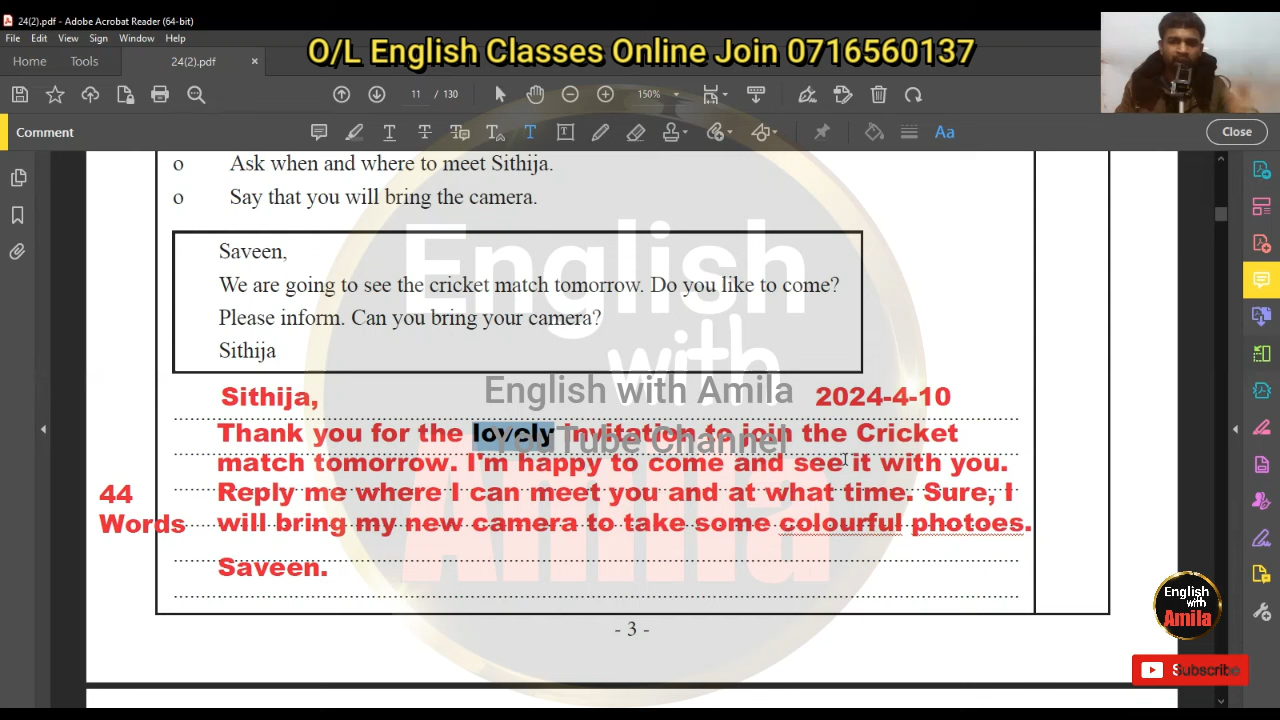 24(2).pdf - Adobe Acrobat Reader (64-bit)
File Edit View Sign Window Help
O/L English Classes Online Join 0716560137
Home Tools 24(2).pdf ×
11 / 130 150%
Comment
T T T Aa Close
o Ask when and where to meet Sithija.
o Say that you will bring the camera.
Saveen,
We are going to see the cricket match tomorrow. Do you like to come?
Please inform. Can you bring your camera?
Sithija
English with Amila
English with Amila
YouTube Channel
Sithija, 2024-4-10
Thank you for the lovely invitation to join the Cricket
match tomorrow. I'm happy to come and see it with you.
Reply me where I can meet you and at what time. Sure, I
will bring my new camera to take some colourful photoes.
44
Words
Saveen.
- 3 -
English
with
Amila
Subscribe